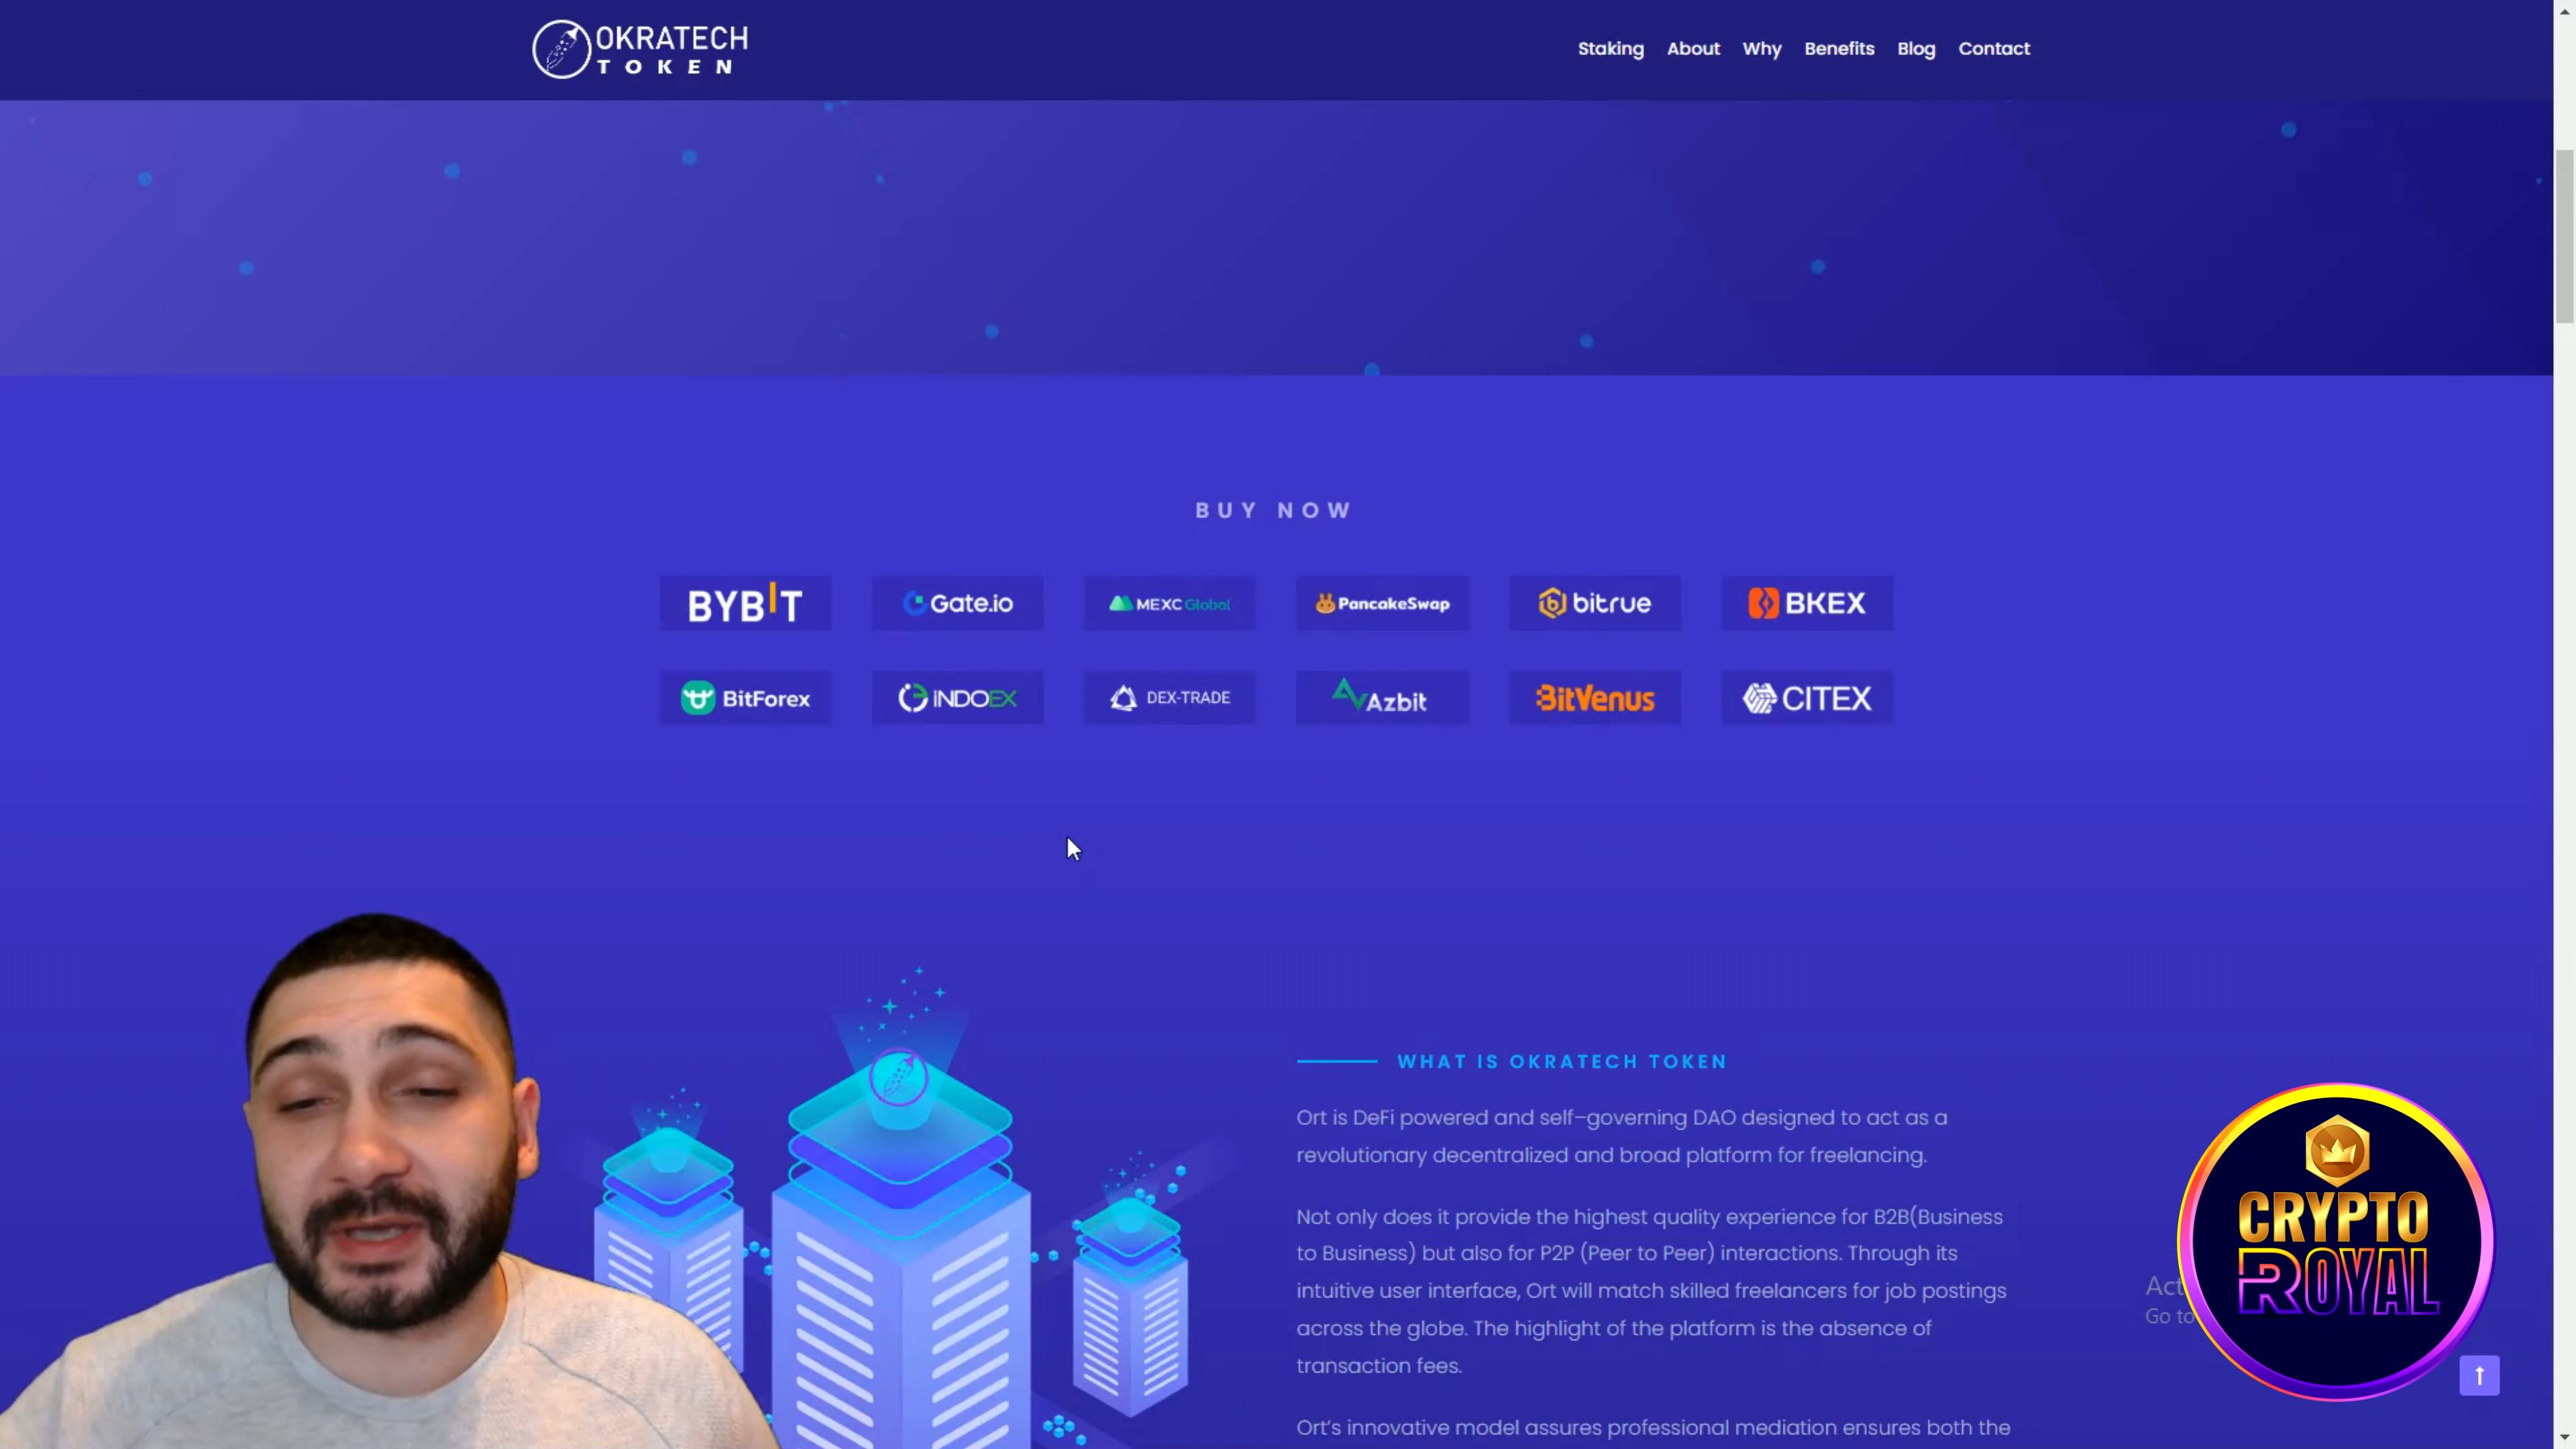 OKRATECH
TOKEN
Staking About Why Benefits Blog Contact
BUY NOW
BYBIT Gate.io MEXC Global PancakeSwap bitrue BKEX
BitForex INDOEX DEX-TRADE Azbit BitVenus CITEX
WHAT IS OKRATECH TOKEN
Ort is DeFi powered and self-governing DAO designed to act as a
revolutionary decentralized and broad platform for freelancing.
Not only does it provide the highest quality experience for B2B(Business
to Business) but also for P2P (Peer to Peer) interactions. Through its
intuitive user interface, Ort will match skilled freelancers for job postings
across the globe. The highlight of the platform is the absence of
transaction fees.
Ort's innovative model assures professional mediation ensures both the
Go to
CRYPTO
ROYAL